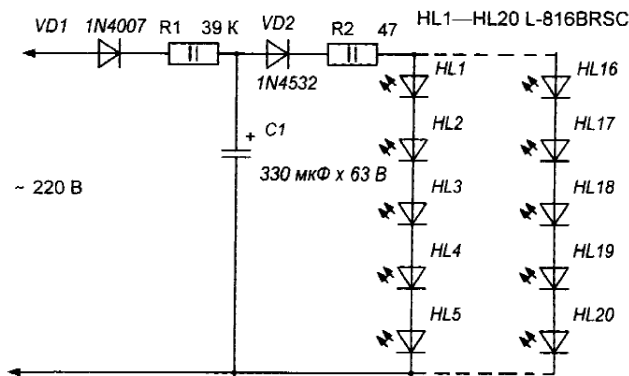 HL1—HL20 L-816BRSC
VD1 1N4007 R1 39 К VD2 R2 47
1N4532
HL1 HL16
C1
+
330 мкФ x 63 В
HL2 HL17
~ 220 В
HL3 HL18
HL4 HL19
HL5 HL20